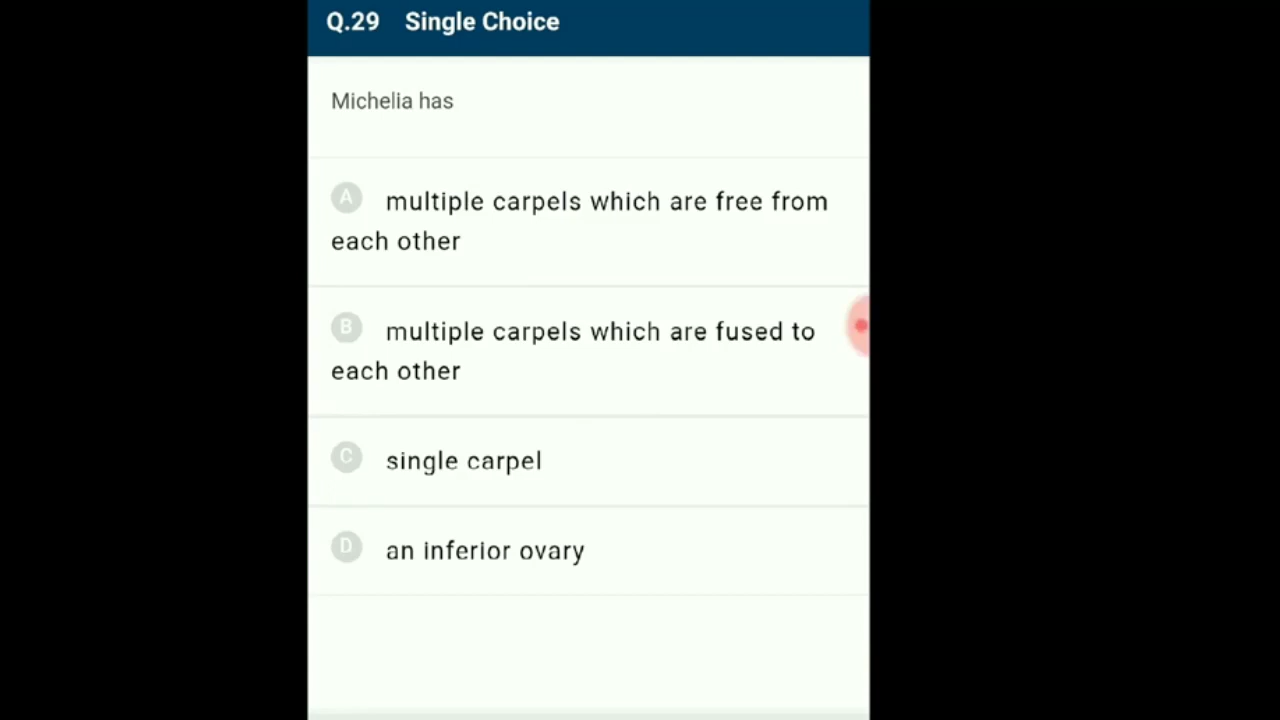 Q.29 Single Choice
Michelia has
A multiple carpels which are free from
each other
B multiple carpels which are fused to
each other
C single carpel
D an inferior ovary